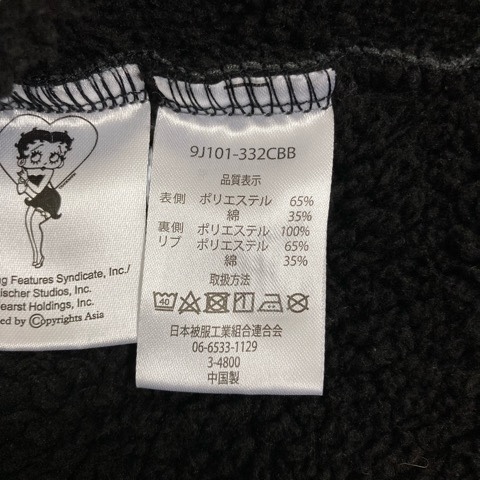 9J101-332CBB
品質表示
表側 ポリエステル 65%
綿 35%
裏側 ポリエステル 100%
リブ ポリエステル 65%
綿 35%
取扱方法
40
日本被服工業組合連合会
06-6533-1129
3-4800
中国製
Features Syndicate, Inc./
Studios, Inc.
Holdings, Inc.
by ©opyrights Asia